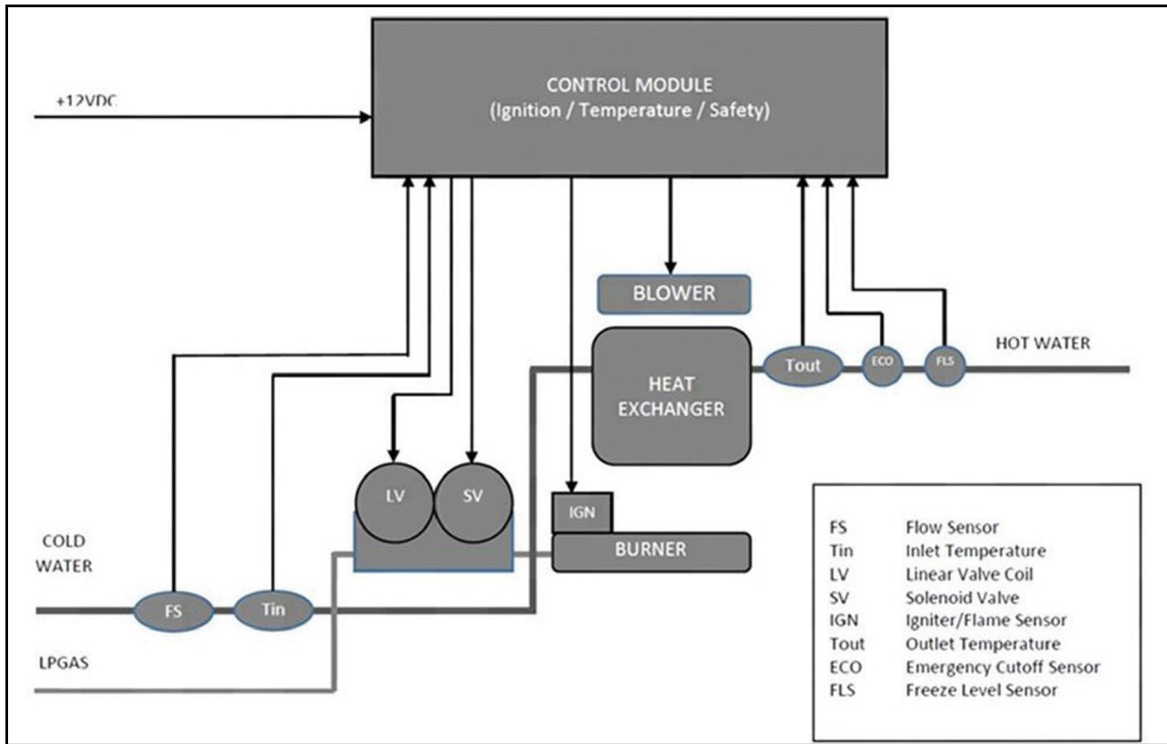 CONTROL MODULE
(Ignition / Temperature / Safety)
+12VDC
BLOWER
HOT WATER
Tout
ECO
FLS
HEAT
EXCHANGER
LV
SV
IGN
BURNER
COLD
WATER
FS
Tin
LPGAS
FS Flow Sensor
Tin Inlet Temperature
LV Linear Valve Coil
SV Solenoid Valve
IGN Igniter/Flame Sensor
Tout Outlet Temperature
ECO Emergency Cutoff Sensor
FLS Freeze Level Sensor